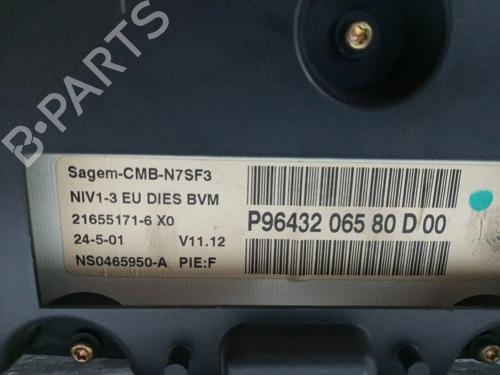 B-PARTS
Sagem-CMB-N7SF3
NIV1-3 EU DIES BVM
21655171-6 X0
24-5-01 V11.12
NS0465950-A PIE:F
P96432 065 80 D 00